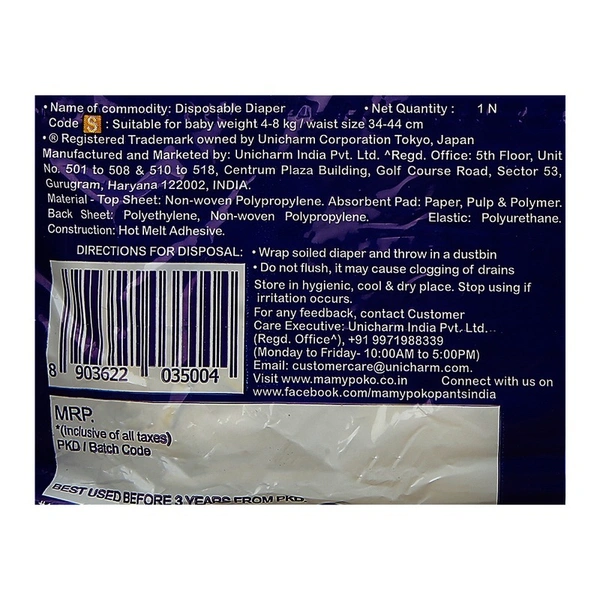 • Name of commodity: Disposable Diaper • Net Quantity : 1 N
Code S : Suitable for baby weight 4-8 kg / waist size 34-44 cm
• ® Registered Trademark owned by Unicharm Corporation Tokyo, Japan
Manufactured and Marketed by: Unicharm India Pvt. Ltd. ^Regd. Office: 5th Floor, Unit
No. 501 to 508 & 510 to 518, Centrum Plaza Building, Golf Course Road, Sector 53,
Gurugram, Haryana 122002, INDIA.
Material - Top Sheet: Non-woven Polypropylene. Absorbent Pad: Paper, Pulp & Polymer.
Back Sheet: Polyethylene, Non-woven Polypropylene. Elastic: Polyurethane.
Construction: Hot Melt Adhesive.
DIRECTIONS FOR DISPOSAL: • Wrap soiled diaper and throw in a dustbin
• Do not flush, it may cause clogging of drains
Store in hygienic, cool & dry place. Stop using if
irritation occurs.
For any feedback, contact Customer
Care Executive: Unicharm India Pvt. Ltd.
(Regd. Office^), +91 9971988339
(Monday to Friday- 10:00AM to 5:00PM)
Email: customercare@unicharm.com.
Visit www.mamypoko.co.in Connect with us on
www.facebook.com/mamypokopantsindia
8 903622 035004
MRP.
*(Inclusive of all taxes)
PKD / Batch Code
BEST USED BEFORE 3 YEARS FROM PKD.